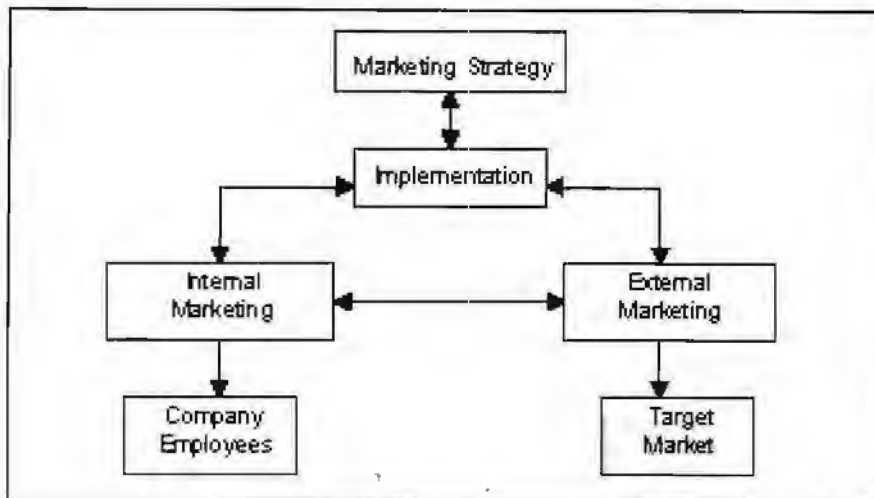 Marketing Strategy
Implementation
Internal
Marketing
External
Marketing
Company
Employees
Target
Market